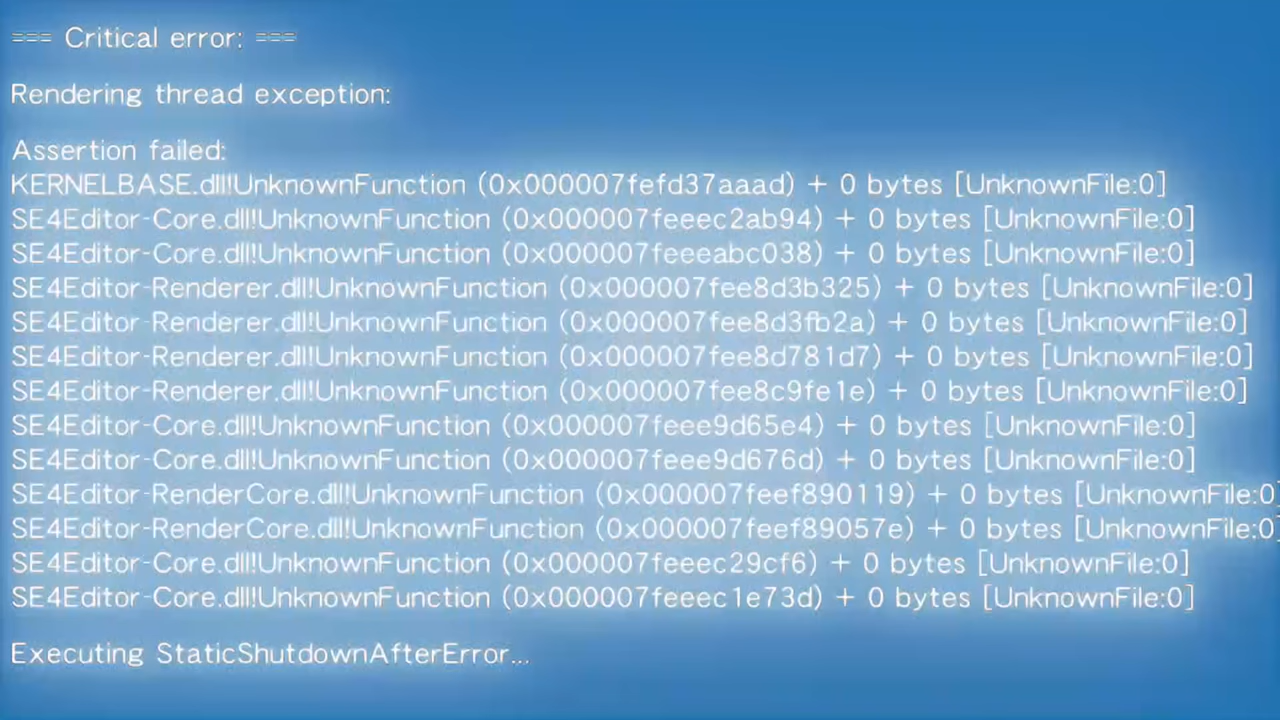 === Critical error: ===
Rendering thread exception:
Assertion failed:
KERNELBASE.dll!UnknownFunction (0x000007fefd37aaad) + 0 bytes [UnknownFile:0]
SE4Editor-Core.dll!UnknownFunction (0x000007feeec2ab94) + 0 bytes [UnknownFile:0]
SE4Editor-Core.dll!UnknownFunction (0x000007feeeabc038) + 0 bytes [UnknownFile:0]
SE4Editor-Renderer.dll!UnknownFunction (0x000007fee8d3b325) + 0 bytes [UnknownFile:0]
SE4Editor-Renderer.dll!UnknownFunction (0x000007fee8d3fb2a) + 0 bytes [UnknownFile:0]
SE4Editor-Renderer.dll!UnknownFunction (0x000007fee8d781d7) + 0 bytes [UnknownFile:0]
SE4Editor-Renderer.dll!UnknownFunction (0x000007fee8c9fe1e) + 0 bytes [UnknownFile:0]
SE4Editor-Core.dll!UnknownFunction (0x000007feee9d65e4) + 0 bytes [UnknownFile:0]
SE4Editor-Core.dll!UnknownFunction (0x000007feee9d676d) + 0 bytes [UnknownFile:0]
SE4Editor-RenderCore.dll!UnknownFunction (0x000007feef890119) + 0 bytes [UnknownFile:0]
SE4Editor-RenderCore.dll!UnknownFunction (0x000007feef89057e) + 0 bytes [UnknownFile:0]
SE4Editor-Core.dll!UnknownFunction (0x000007feeec29cf6) + 0 bytes [UnknownFile:0]
SE4Editor-Core.dll!UnknownFunction (0x000007feeec1e73d) + 0 bytes [UnknownFile:0]
Executing StaticShutdownAfterError...